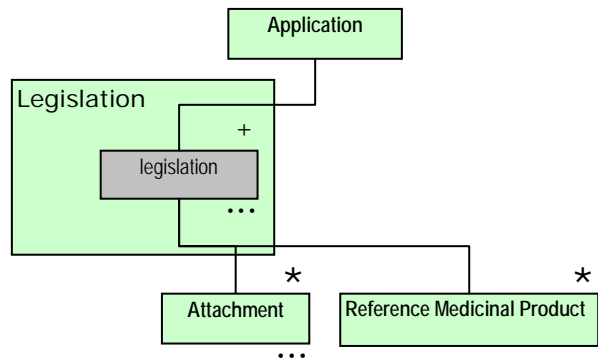 Application
Legislation
+
legislation
...
*
*
Attachment
Reference Medicinal Product
...